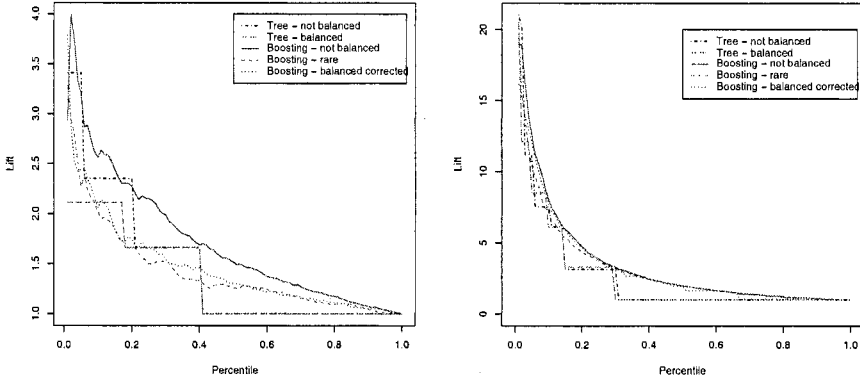 4.0
3.5
3.0
2.5
2.0
1.5
1.0
Lift
Tree − not balanced
Tree − balanced
Boosting − not balanced
Boosting − rare
Boosting − balanced corrected
0.0 0.2 0.4 0.6 0.8 1.0
Percentile
20
15
10
5
0
Lift
Tree − not balanced
Tree − balanced
Boosting − not balanced
Boosting − rare
Boosting − balanced corrected
0.0 0.2 0.4 0.6 0.8 1.0
Percentile